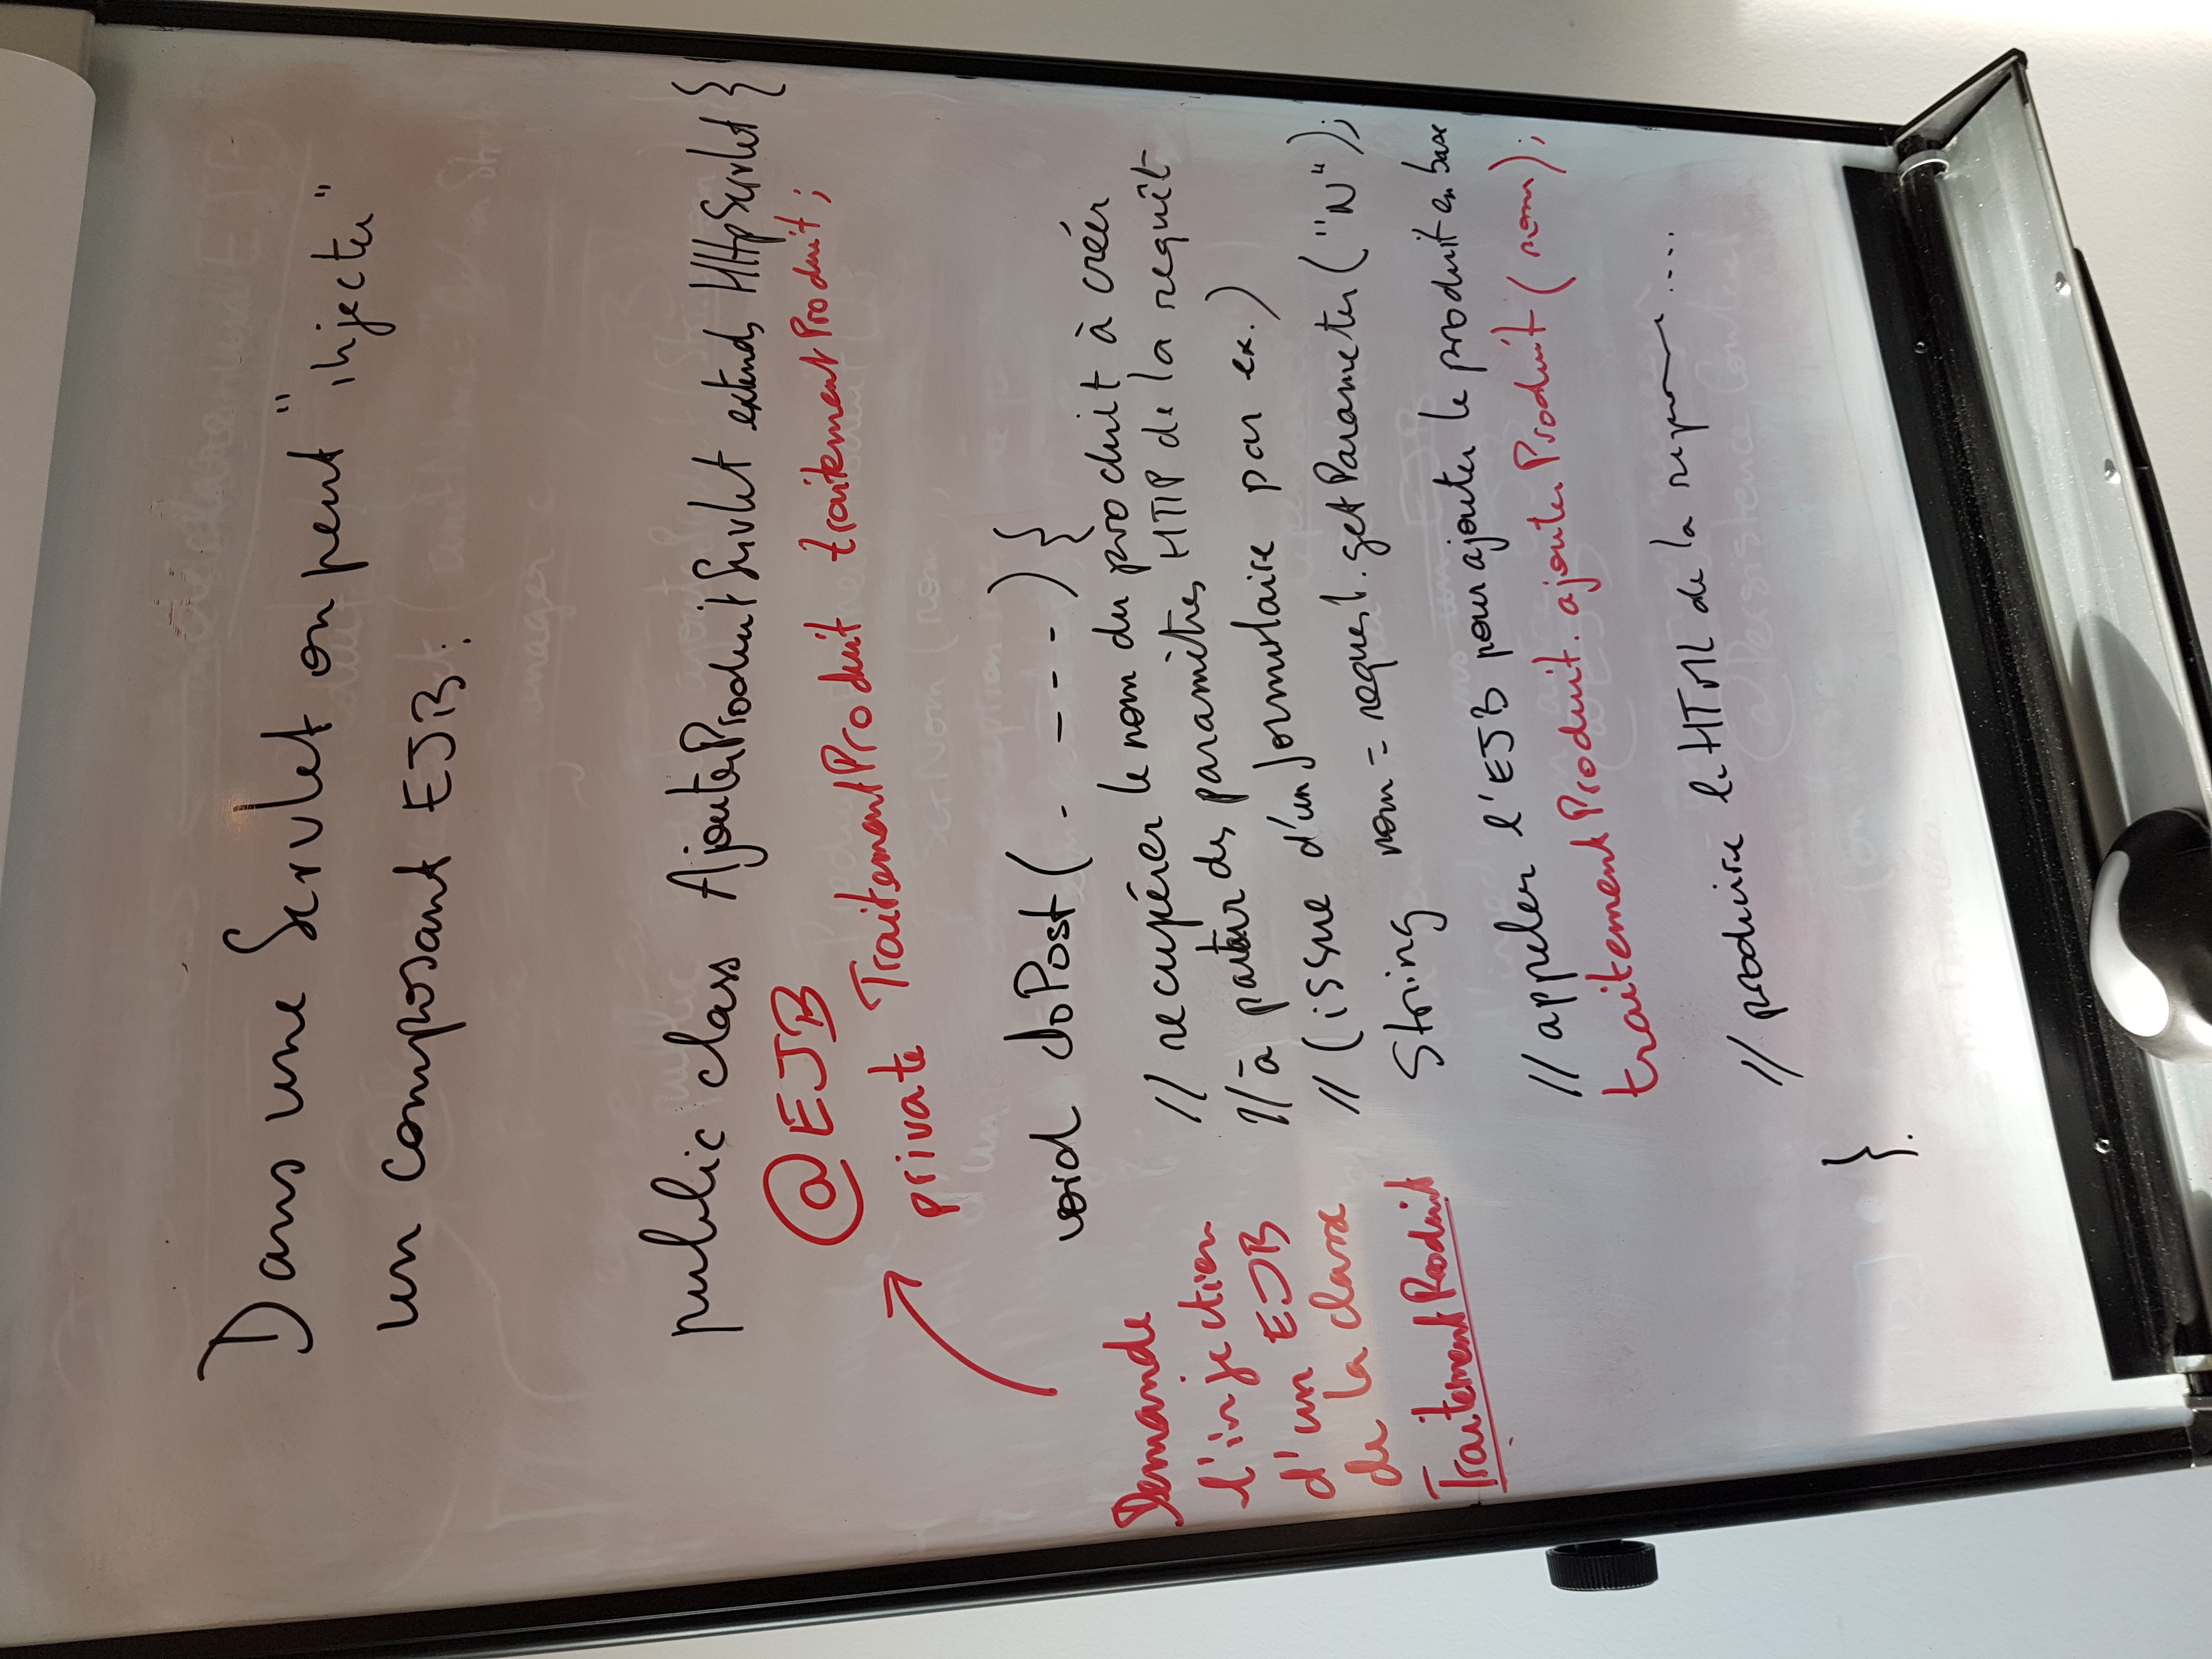 Dans une Servlet on peut "injecter"
un composant EJB :
public class AjouterProduitServlet extends HttpServlet {
@EJB
private TraitementProduit traitementProduit ;
void doPost ( . - - - ) {
Demande
l'injection
d'un EJB
de la classe
TraitementProduit
// recupérer le nom du produit à créer
// à partir des paramètres HTTP de la requêt
// (issue d'un formulaire par ex.)
String nom = request.getParameter("N");
// appeler l'EJB pour ajouter le produit en base
traitementProduit.ajouterProduit(nom);
// produire le HTML de la reponse ....
}.